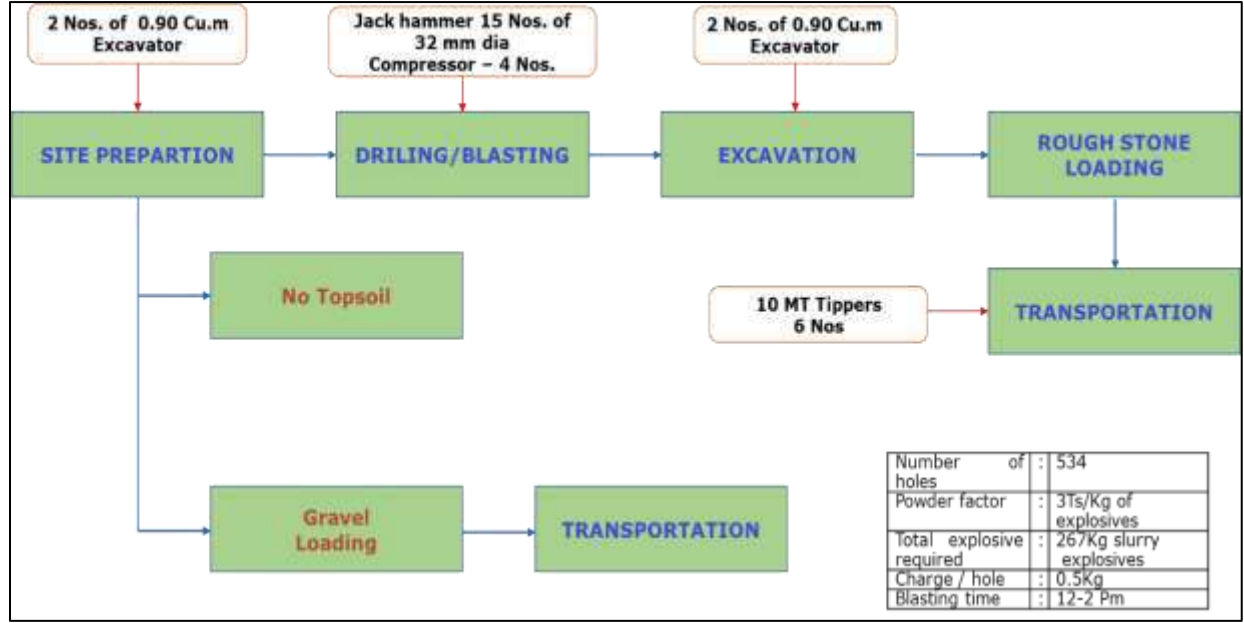 2 Nos. of 0.90 Cu.m
Excavator
Jack hammer 15 Nos. of
32 mm dia
Compressor – 4 Nos.
2 Nos. of 0.90 Cu.m
Excavator
SITE PREPARTION
DRILING/BLASTING
EXCAVATION
ROUGH STONE
LOADING
No Topsoil
10 MT Tippers
6 Nos
TRANSPORTATION
Gravel
Loading
TRANSPORTATION
Number of : 534
holes
Powder factor : 3Ts/Kg of
explosives
Total explosive : 267Kg slurry
required explosives
Charge / hole : 0.5Kg
Blasting time : 12-2 Pm